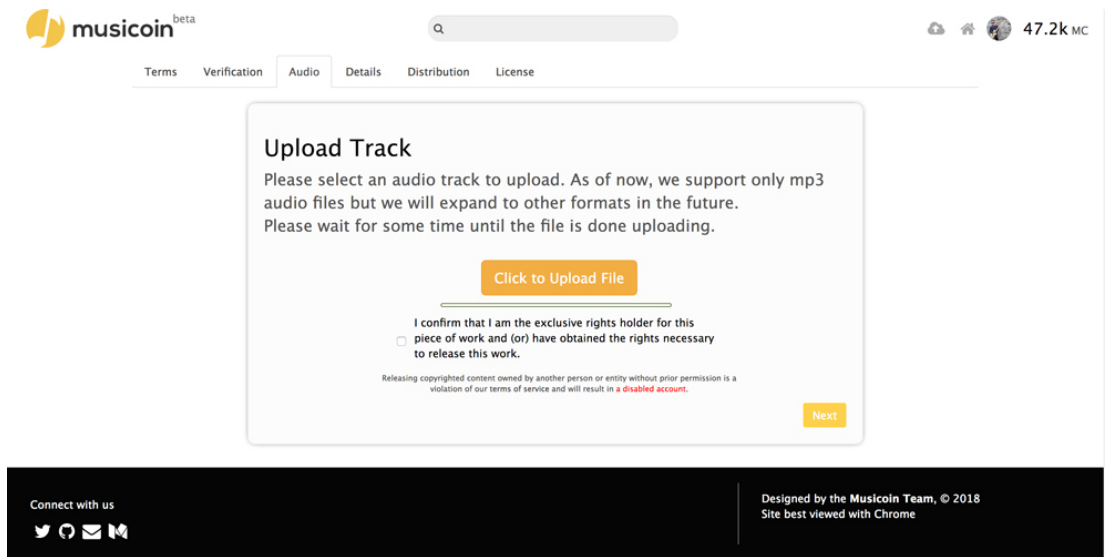 musicoin beta
47.2k MC
Terms Verification Audio Details Distribution License
Upload Track
Please select an audio track to upload. As of now, we support only mp3
audio files but we will expand to other formats in the future.
Please wait for some time until the file is done uploading.
Click to Upload File
I confirm that I am the exclusive rights holder for this
piece of work and (or) have obtained the rights necessary
to release this work.
Releasing copyrighted content owned by another person or entity without prior permission is a
violation of our terms of service and will result in a disabled account.
Next
Connect with us
Designed by the Musicoin Team, © 2018
Site best viewed with Chrome